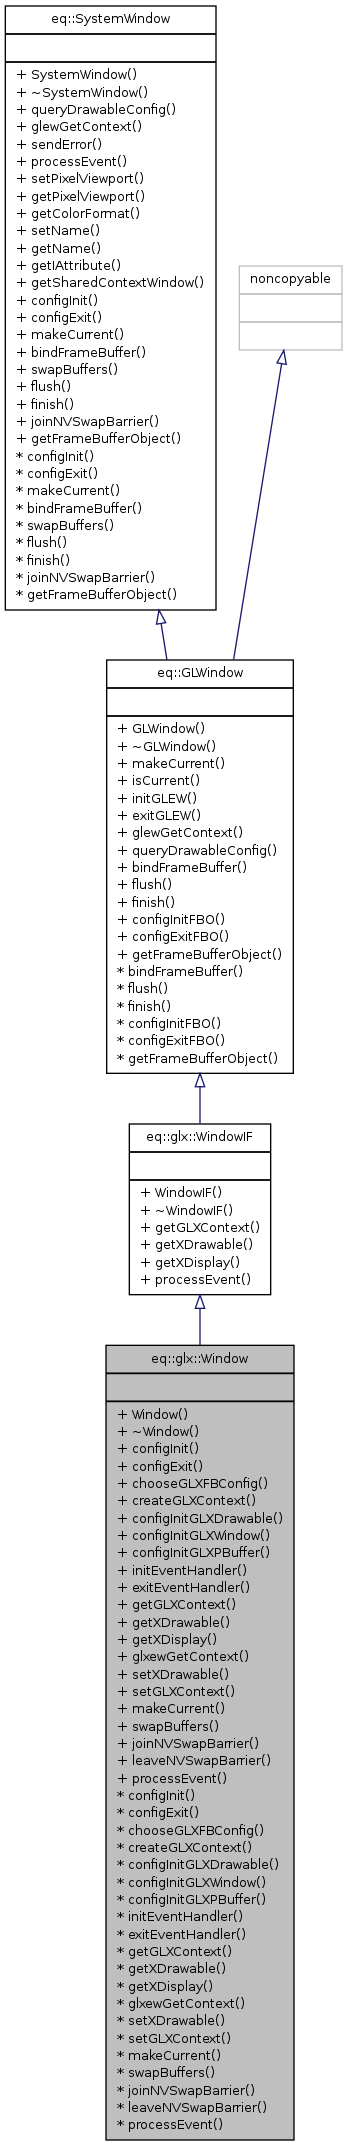 eq::SystemWindow
+ SystemWindow()
+ ~SystemWindow()
+ queryDrawableConfig()
+ glewGetContext()
+ sendError()
+ processEvent()
+ setPixelViewport()
+ getPixelViewport()
+ getColorFormat()
+ setName()
+ getName()
+ getIAttribute()
+ getSharedContextWindow()
+ configInit()
+ configExit()
+ makeCurrent()
+ bindFrameBuffer()
+ swapBuffers()
+ flush()
+ finish()
+ joinNVSwapBarrier()
+ getFrameBufferObject()
* configInit()
* configExit()
* makeCurrent()
* bindFrameBuffer()
* swapBuffers()
* flush()
* finish()
* joinNVSwapBarrier()
* getFrameBufferObject()
noncopyable
eq::GLWindow
+ GLWindow()
+ ~GLWindow()
+ makeCurrent()
+ isCurrent()
+ initGLEW()
+ exitGLEW()
+ glewGetContext()
+ queryDrawableConfig()
+ bindFrameBuffer()
+ flush()
+ finish()
+ configInitFBO()
+ configExitFBO()
+ getFrameBufferObject()
* bindFrameBuffer()
* flush()
* finish()
* configInitFBO()
* configExitFBO()
* getFrameBufferObject()
eq::glx::WindowIF
+ WindowIF()
+ ~WindowIF()
+ getGLXContext()
+ getXDrawable()
+ getXDisplay()
+ processEvent()
eq::glx::Window
+ Window()
+ ~Window()
+ configInit()
+ configExit()
+ chooseGLXFBConfig()
+ createGLXContext()
+ configInitGLXDrawable()
+ configInitGLXWindow()
+ configInitGLXPBuffer()
+ initEventHandler()
+ exitEventHandler()
+ getGLXContext()
+ getXDrawable()
+ getXDisplay()
+ glxewGetContext()
+ setXDrawable()
+ setGLXContext()
+ makeCurrent()
+ swapBuffers()
+ joinNVSwapBarrier()
+ leaveNVSwapBarrier()
+ processEvent()
* configInit()
* configExit()
* chooseGLXFBConfig()
* createGLXContext()
* configInitGLXDrawable()
* configInitGLXWindow()
* configInitGLXPBuffer()
* initEventHandler()
* exitEventHandler()
* getGLXContext()
* getXDrawable()
* getXDisplay()
* glxewGetContext()
* setXDrawable()
* setGLXContext()
* makeCurrent()
* swapBuffers()
* joinNVSwapBarrier()
* leaveNVSwapBarrier()
* processEvent()